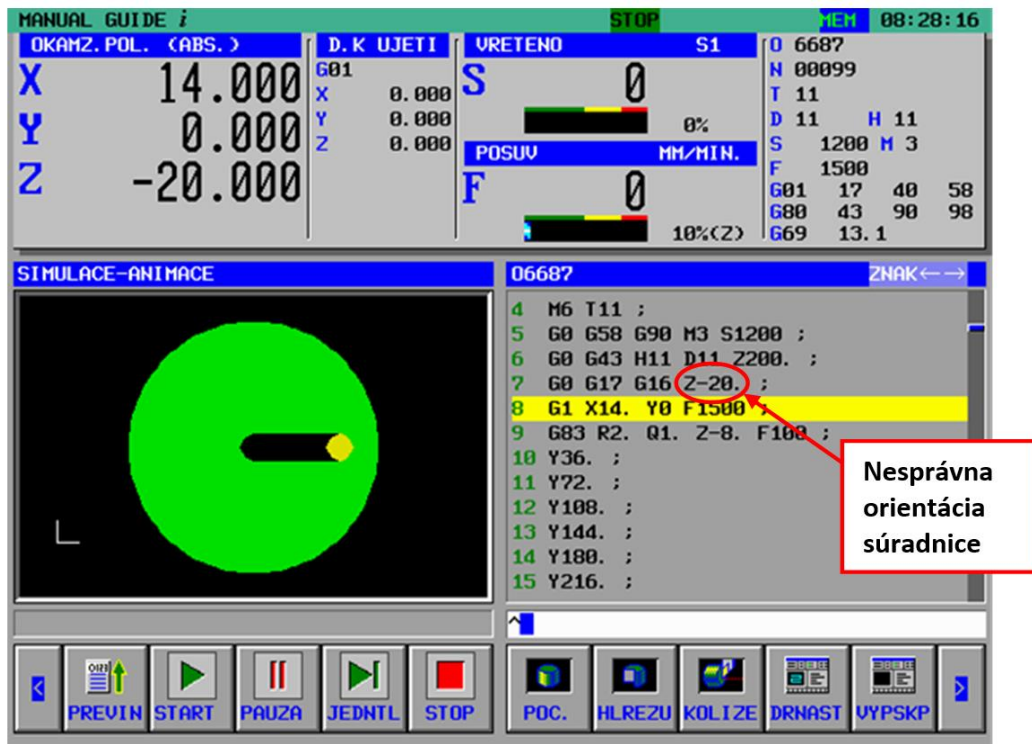 MANUAL GUIDE i STOP MEM 08:28:16
OKAMZ.POL. (ABS.) D.K UJETI VRETENO S1 O 6687
X 14.000 G01 S 0 N 00099
X 0.000 T 11
Y 0.000 Y 0.000 0% D 11 H 11
Z 0.000 POSUV MM/MIN. S 1200 M 3
Z -20.000 F 0 F 1500
G01 17 40 58
G80 43 90 98
10%(Z) G69 13.1
SIMULACE-ANIMACE O6687 ZNAK←→
4 M6 T11 ;
5 G0 G58 G90 M3 S1200 ;
6 G0 G43 H11 D11 Z200. ;
7 G0 G17 G16 Z-20. ;
8 G1 X14. Y0 F1500 ;
9 G83 R2. Q1. Z-8. F100 ;
10 Y36. ;
11 Y72. ;
12 Y108. ;
13 Y144. ;
14 Y180. ;
15 Y216. ;
Nesprávna
orientácia
súradnice
^
< PREVIN START PAUZA JEDNTL STOP POC. HLREZU KOLIZE DRNAST VYPSKP >